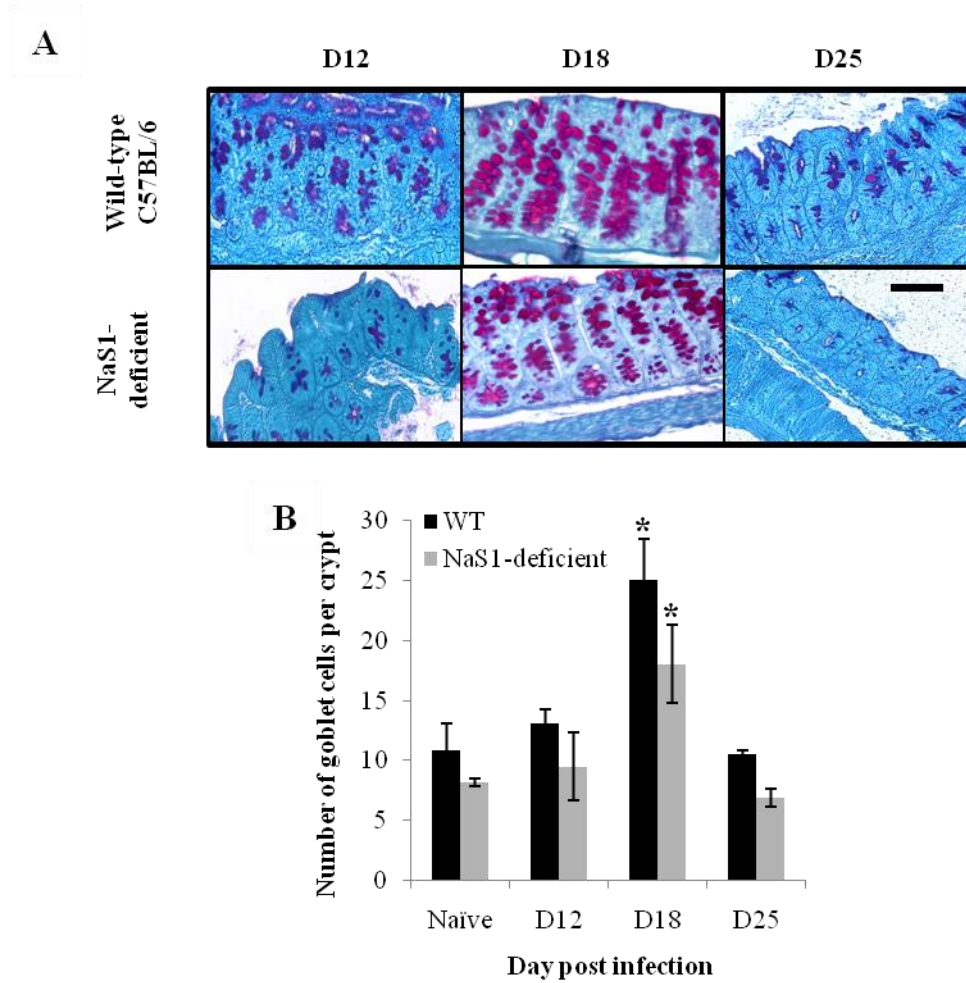 A
D12 D18 D25
Wild-type
C57BL/6
NaS1-
deficient
B
Number of goblet cells per crypt
30
25
20
15
10
5
0
WT
NaS1-deficient
*
*
Naïve D12 D18 D25
Day post infection